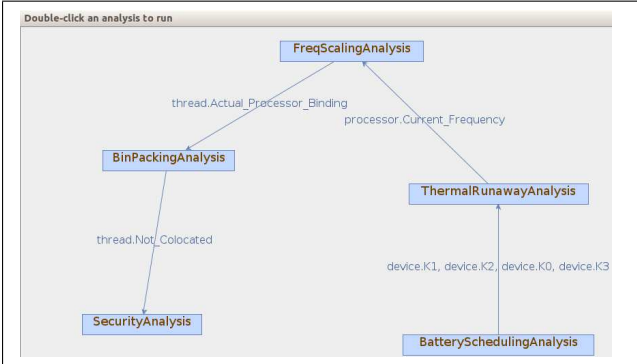 Double-click an analysis to run
FreqScalingAnalysis
thread.Actual_Processor_Binding
processor.Current_Frequency
BinPackingAnalysis
ThermalRunawayAnalysis
thread.Not_Colocated
device.K1, device.K2, device.K0, device.K3
SecurityAnalysis
BatterySchedulingAnalysis